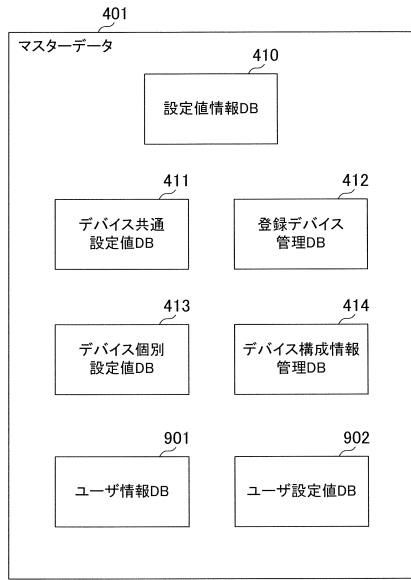 401
マスターデータ
410
設定値情報DB
411
デバイス共通
設定値DB
412
登録デバイス
管理DB
413
デバイス個別
設定値DB
414
デバイス構成情報
管理DB
901
ユーザ情報DB
902
ユーザ設定値DB